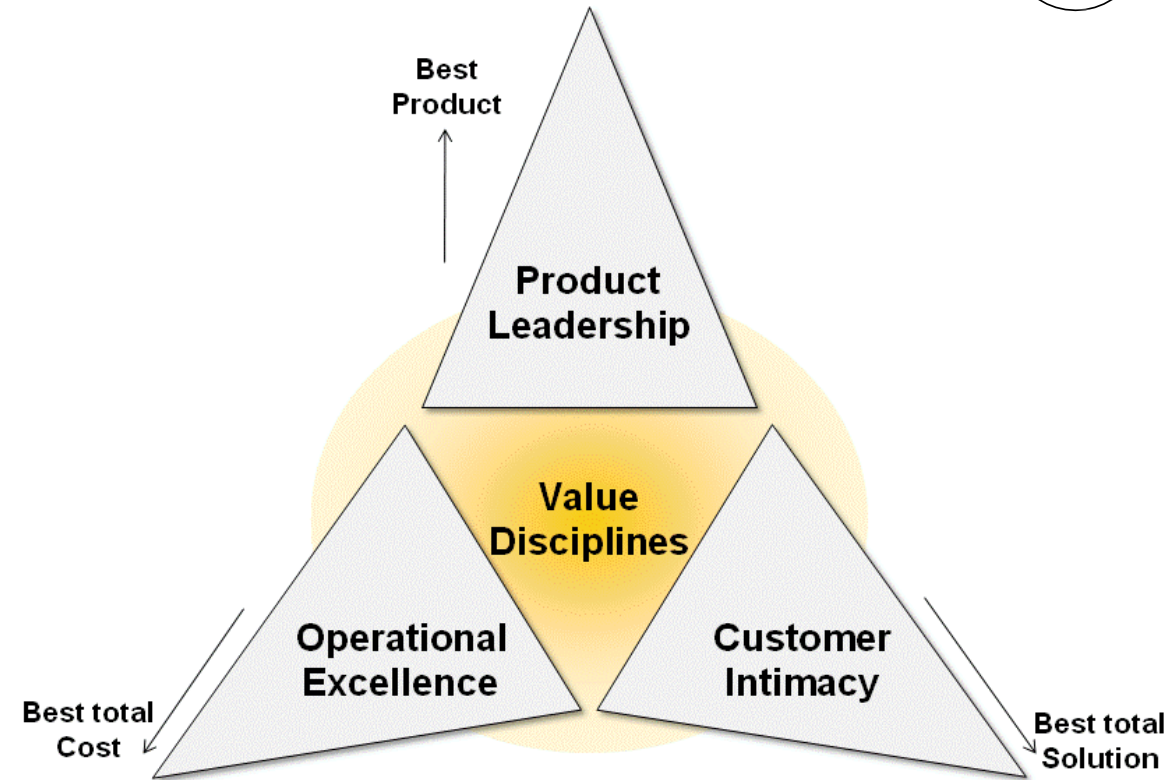 Best
Product
Product
Leadership
Value
Disciplines
Operational
Excellence
Customer
Intimacy
Best total
Cost
Best total
Solution